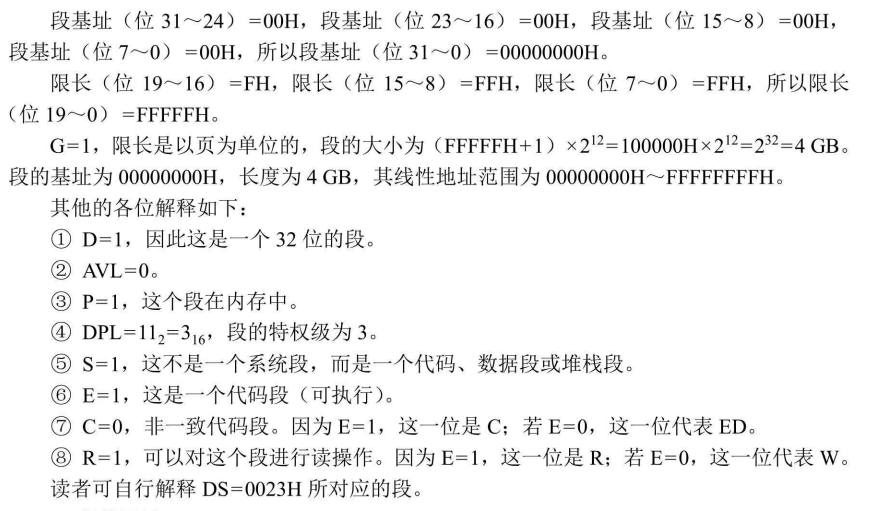 段基址（位 31～24）=00H，段基址（位 23～16）=00H，段基址（位 15～8）=00H，
段基址（位 7～0）=00H，所以段基址（位 31～0）=00000000H。
限长（位 19～16）=FH，限长（位 15～8）=FFH，限长（位 7～0）=FFH，所以限长
（位 19～0）=FFFFFH。
G=1，限长是以页为单位的，段的大小为（FFFFFH+1）×2¹²=100000H×2¹²=2³²=4 GB。
段的基址为 00000000H，长度为 4 GB，其线性地址范围为 00000000H～FFFFFFFFH。
其他的各位解释如下：
① D=1，因此这是一个 32 位的段。
② AVL=0。
③ P=1，这个段在内存中。
④ DPL=11₂=3₁₆，段的特权级为 3。
⑤ S=1，这不是一个系统段，而是一个代码、数据段或堆栈段。
⑥ E=1，这是一个代码段（可执行）。
⑦ C=0，非一致代码段。因为 E=1，这一位是 C；若 E=0，这一位代表 ED。
⑧ R=1，可以对这个段进行读操作。因为 E=1，这一位是 R；若 E=0，这一位代表 W。
读者可自行解释 DS=0023H 所对应的段。